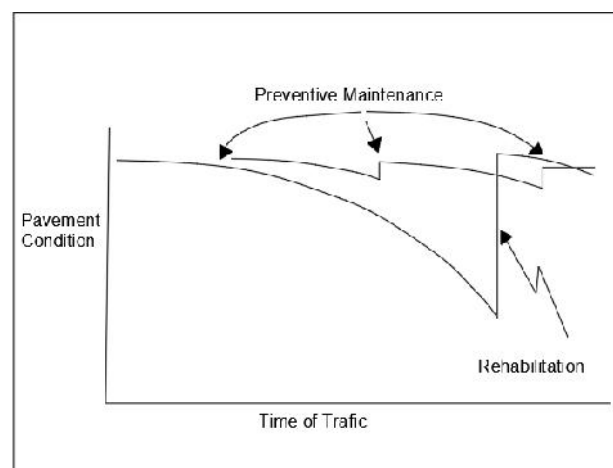 Preventive Maintenance
Pavement
Condition
Rehabilitation
Time of Trafic